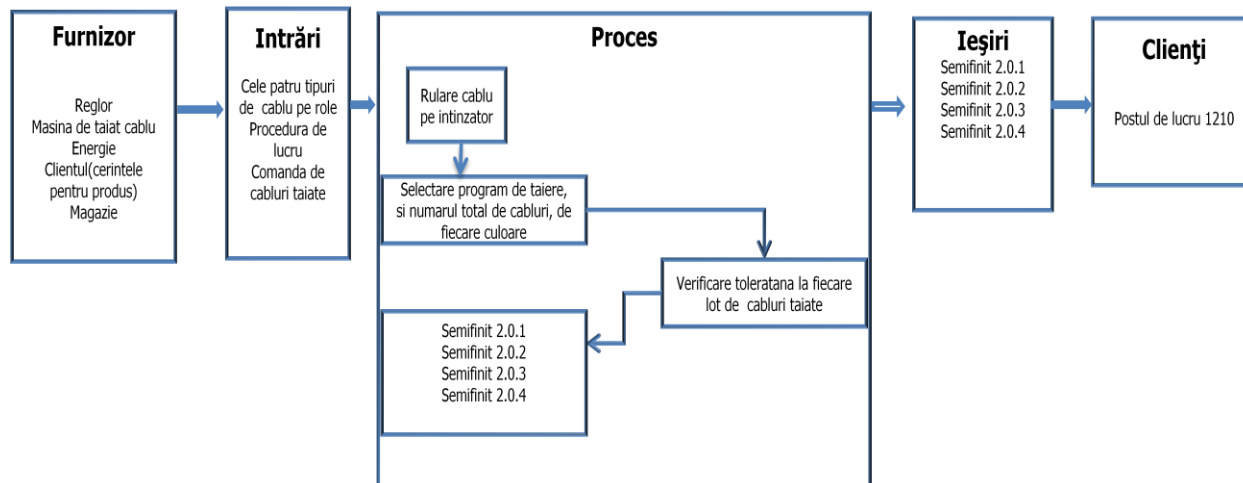 Furnizor
Reglor
Masina de taiat cablu
Energie
Clientul(cerintele
pentru produs)
Magazie
Intrări
Cele patru tipuri
de cablu pe role
Procedura de
lucru
Comanda de
cabluri taiate
Proces
Rulare cablu
pe intinzator
Selectare program de taiere,
si numarul total de cabluri, de
fiecare culoare
Verificare toleratana la fiecare
lot de cabluri taiate
Semifinit 2.0.1
Semifinit 2.0.2
Semifinit 2.0.3
Semifinit 2.0.4
Ieşiri
Semifinit 2.0.1
Semifinit 2.0.2
Semifinit 2.0.3
Semifinit 2.0.4
Clienţi
Postul de lucru 1210